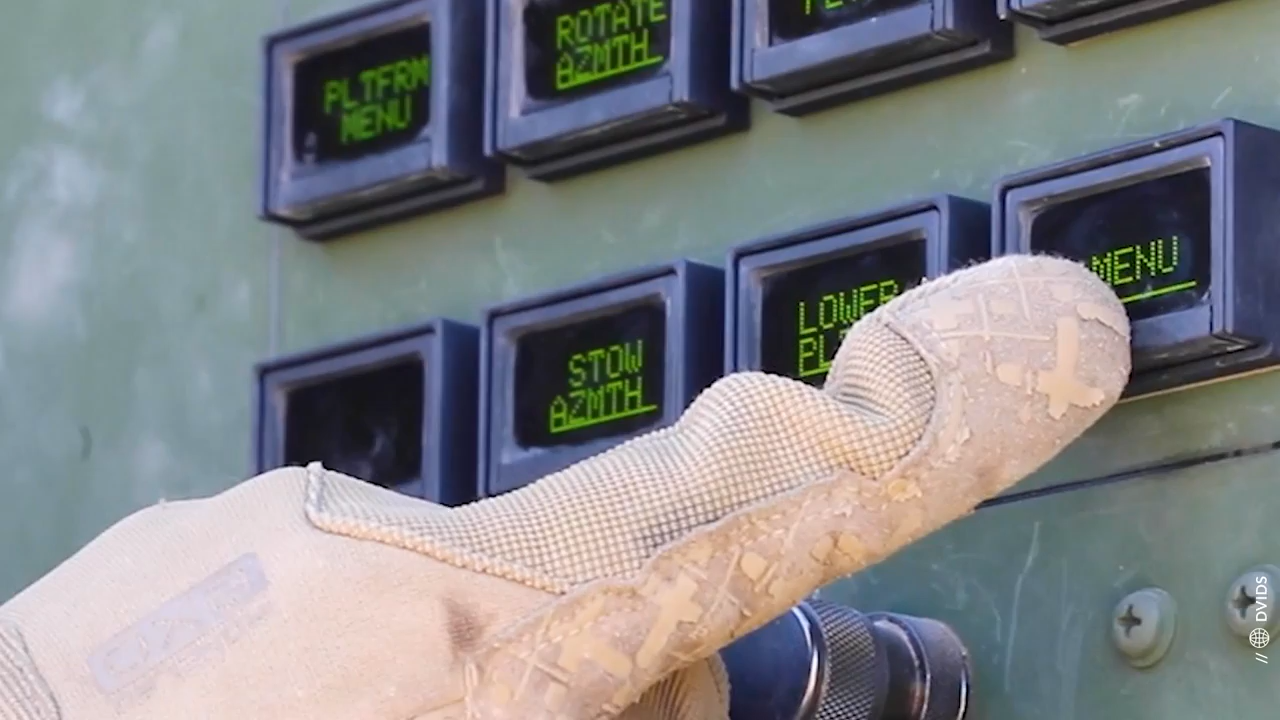 PLTFRM
MENU
ROTATE
AZMTH
STOW
AZMTH
LOWER
MENU
// DVIDS